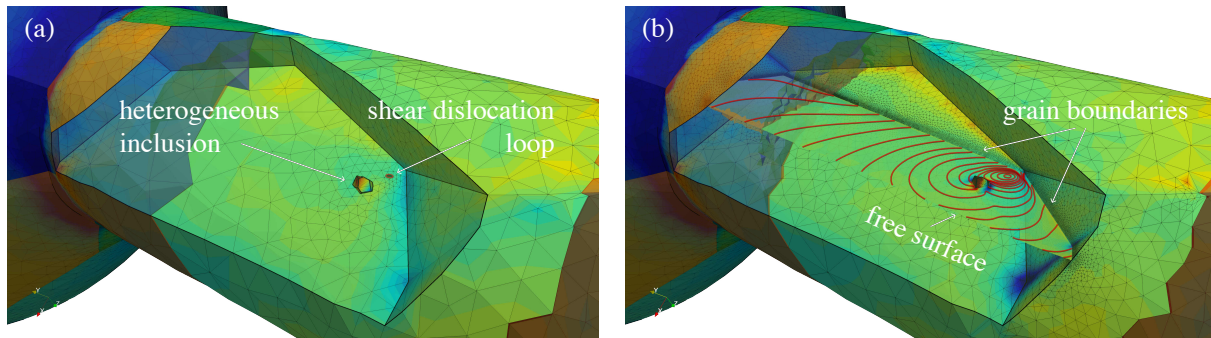 (a)
heterogeneous
inclusion
shear dislocation
loop
(b)
grain boundaries
free surface